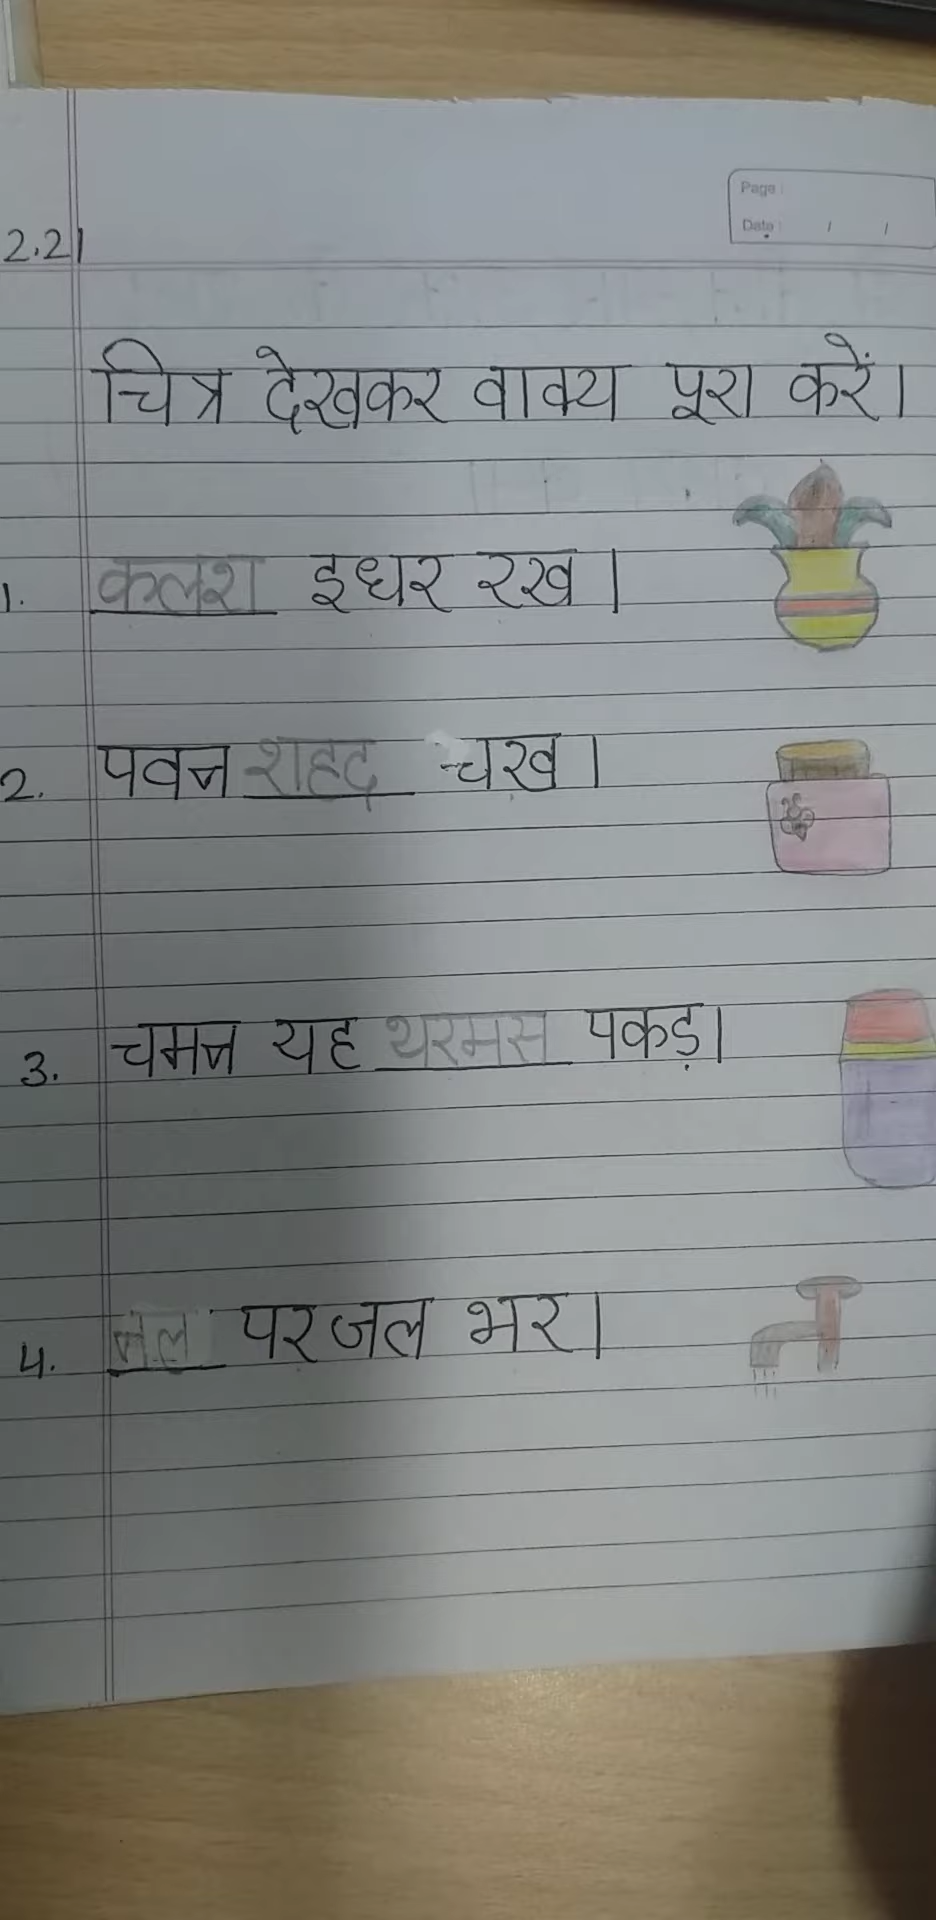 Page :
Date : / /
2.21
चित्र देखकर वाक्य पूरा करें।
1. कलश इधर रख।
2. पवन शहद चख।
3. चमन यह थरमस पकड़।
4. नल पर जल भर।